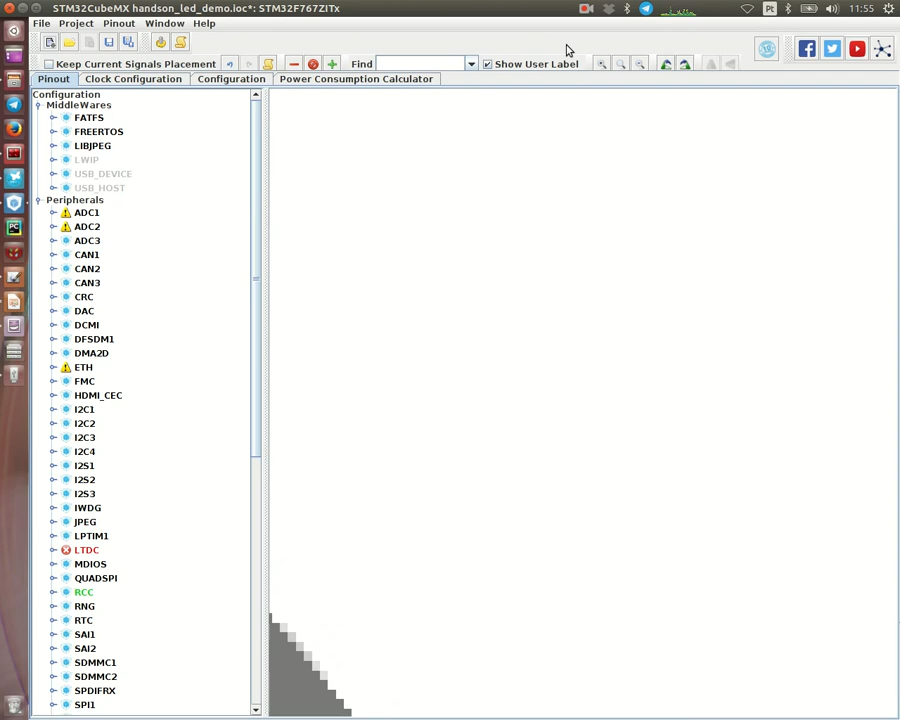 STM32CubeMX handson_led_demo.ioc*: STM32F767ZITx
Pt
11:55
File Project Pinout Window Help
Keep Current Signals Placement
Find
Show User Label
Pinout
Clock Configuration
Configuration
Power Consumption Calculator
Configuration
MiddleWares
FATFS
FREERTOS
LIBJPEG
LWIP
USB_DEVICE
USB_HOST
Peripherals
ADC1
ADC2
ADC3
CAN1
CAN2
CAN3
CRC
DAC
DCMI
DFSDM1
DMA2D
ETH
FMC
HDMI_CEC
I2C1
I2C2
I2C3
I2C4
I2S1
I2S2
I2S3
IWDG
JPEG
LPTIM1
LTDC
MDIOS
QUADSPI
RCC
RNG
RTC
SAI1
SAI2
SDMMC1
SDMMC2
SPDIFRX
SPI1